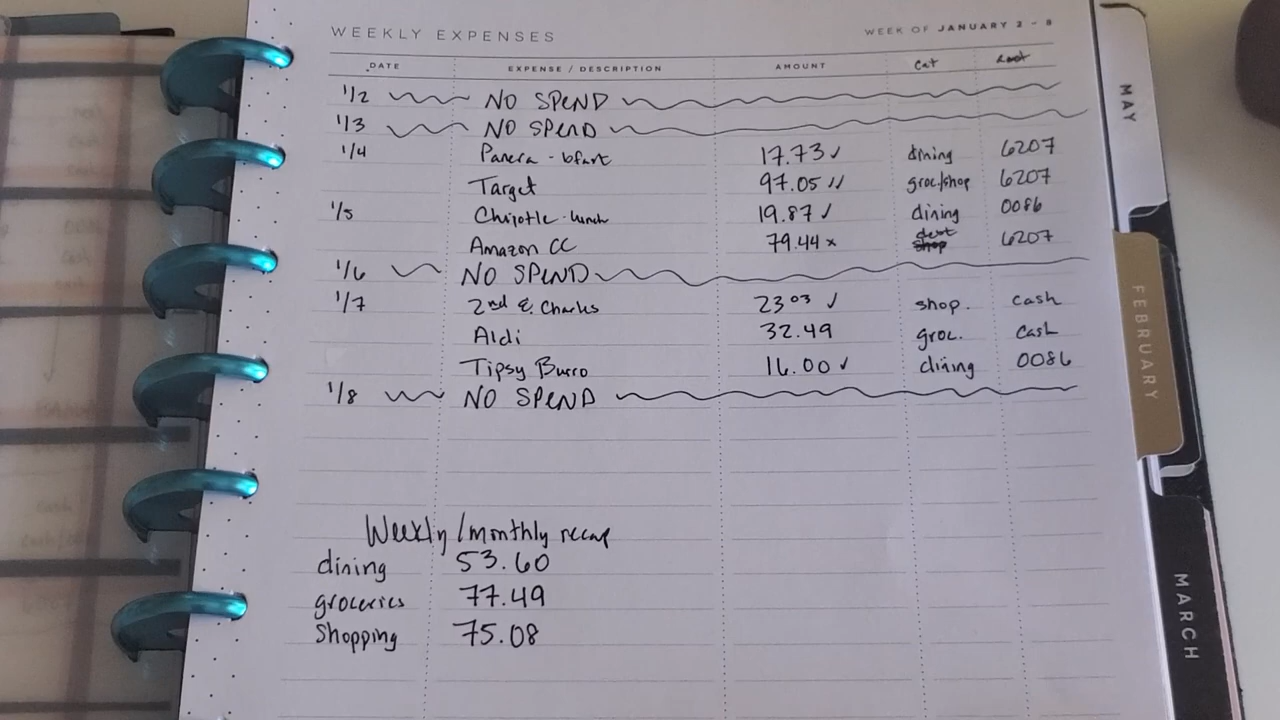 WEEKLY EXPENSES WEEK OF JANUARY 2 - 8
DATE EXPENSE / DESCRIPTION AMOUNT cat
1/2 NO SPEND
1/3 NO SPEND
1/4 Panera - bfast 17.73 ✓ dining 6207
Target 97.05 ✓✓ groc/shop 6207
1/5 Chipotle - lunch 19.87 ✓ dining 0086
debt
Amazon CC 79.44 x shop 6207
1/6 NO SPEND
1/7 2nd & Charles 23 03 ✓ shop. cash
Aldi 32.49 groc. cash
Tipsy Burro 16.00 ✓ dining 0086
1/8 NO SPEND
Weekly/monthly recap
dining 53.60
groceries 77.49
Shopping 75.08
MAY
FEBRUARY
MARCH